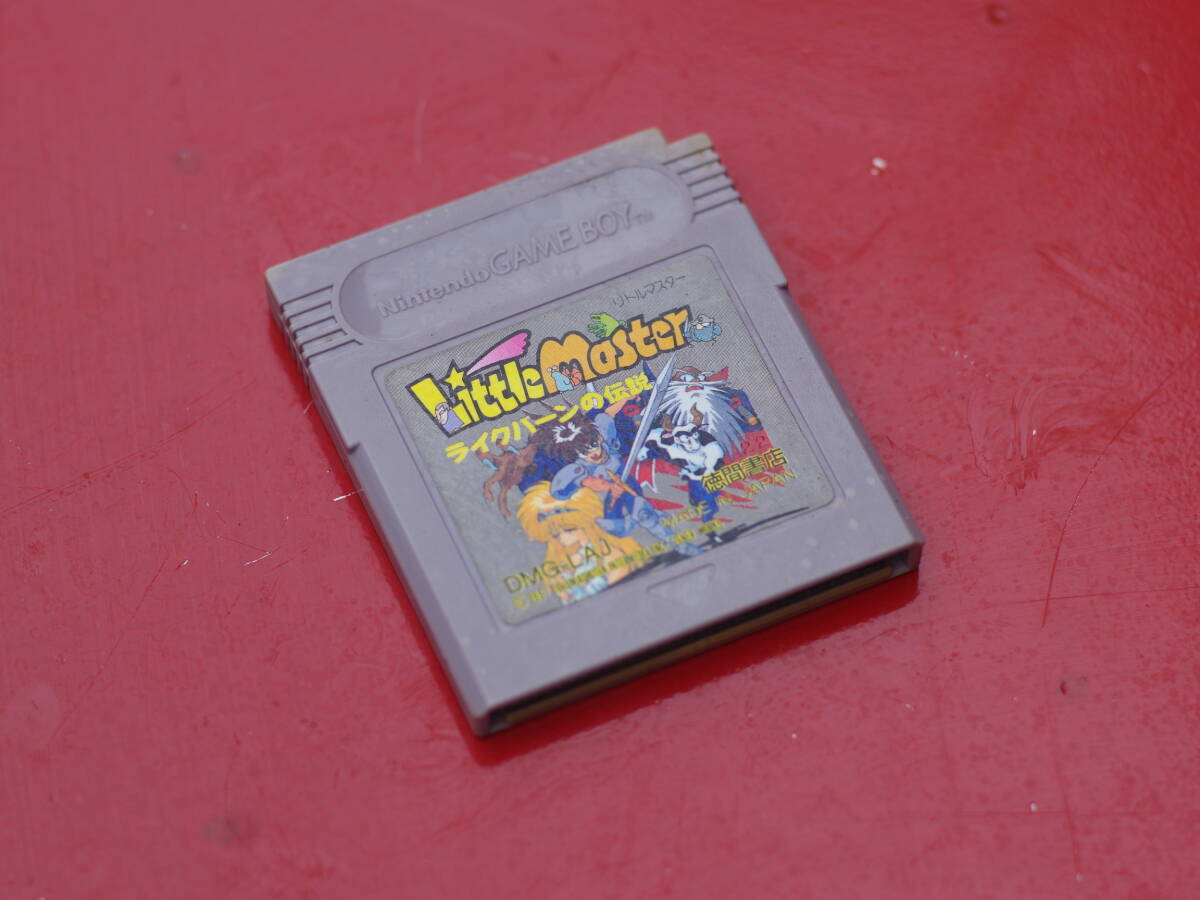 Nintendo GAME BOY TM
リトルマスター
Little Master
ライクバーンの伝説
徳間書店
MADE IN JAPAN
DMG-LAJ